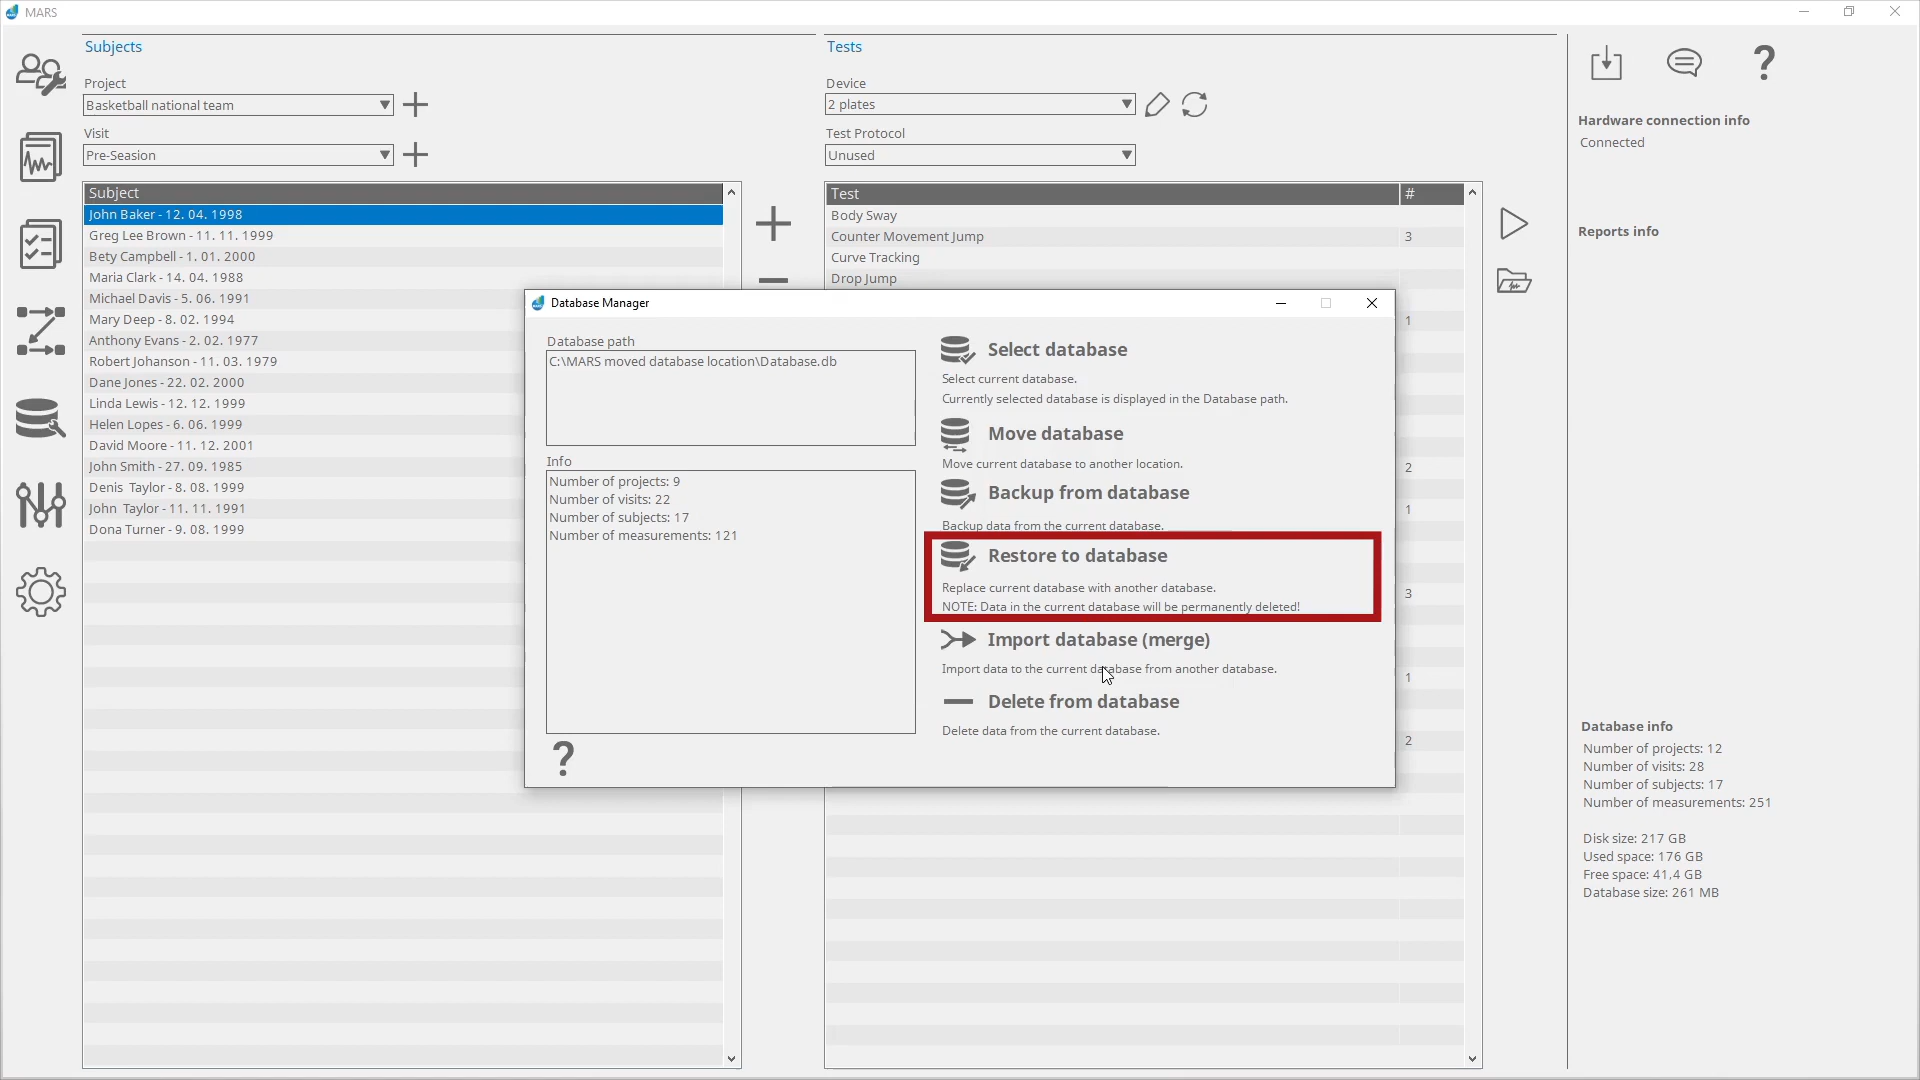 MARS
Subjects
Project
Basketball national team
Visit
Pre-Seasion
Subject
John Baker - 12. 04. 1998
Greg Lee Brown - 11. 11. 1999
Bety Campbell - 1. 01. 2000
Maria Clark - 14. 04. 1988
Michael Davis - 5. 06. 1991
Mary Deep - 8. 02. 1994
Anthony Evans - 2. 02. 1977
Robert Johanson - 11. 03. 1979
Dane Jones - 22. 02. 2000
Linda Lewis - 12. 12. 1999
Helen Lopes - 6. 06. 1999
David Moore - 11. 12. 2001
John Smith - 27. 09. 1985
Denis  Taylor - 8. 08. 1999
John  Taylor - 11. 11. 1991
Dona Turner - 9. 08. 1999
Tests
Device
2 plates
Test Protocol
Unused
Test #
Body Sway
Counter Movement Jump 3
Curve Tracking
Drop Jump
1
2
1
3
1
2
Database Manager
Database path
C:\MARS moved database location\Database.db
Info
Number of projects: 9
Number of visits: 22
Number of subjects: 17
Number of measurements: 121
?
Select database
Select current database.
Currently selected database is displayed in the Database path.
Move database
Move current database to another location.
Backup from database
Backup data from the current database.
Restore to database
Replace current database with another database.
NOTE: Data in the current database will be permanently deleted!
Import database (merge)
Import data to the current database from another database.
Delete from database
Delete data from the current database.
?
Hardware connection info
Connected
Reports info
Database info
Number of projects: 12
Number of visits: 28
Number of subjects: 17
Number of measurements: 251
Disk size: 217 GB
Used space: 176 GB
Free space: 41,4 GB
Database size: 261 MB